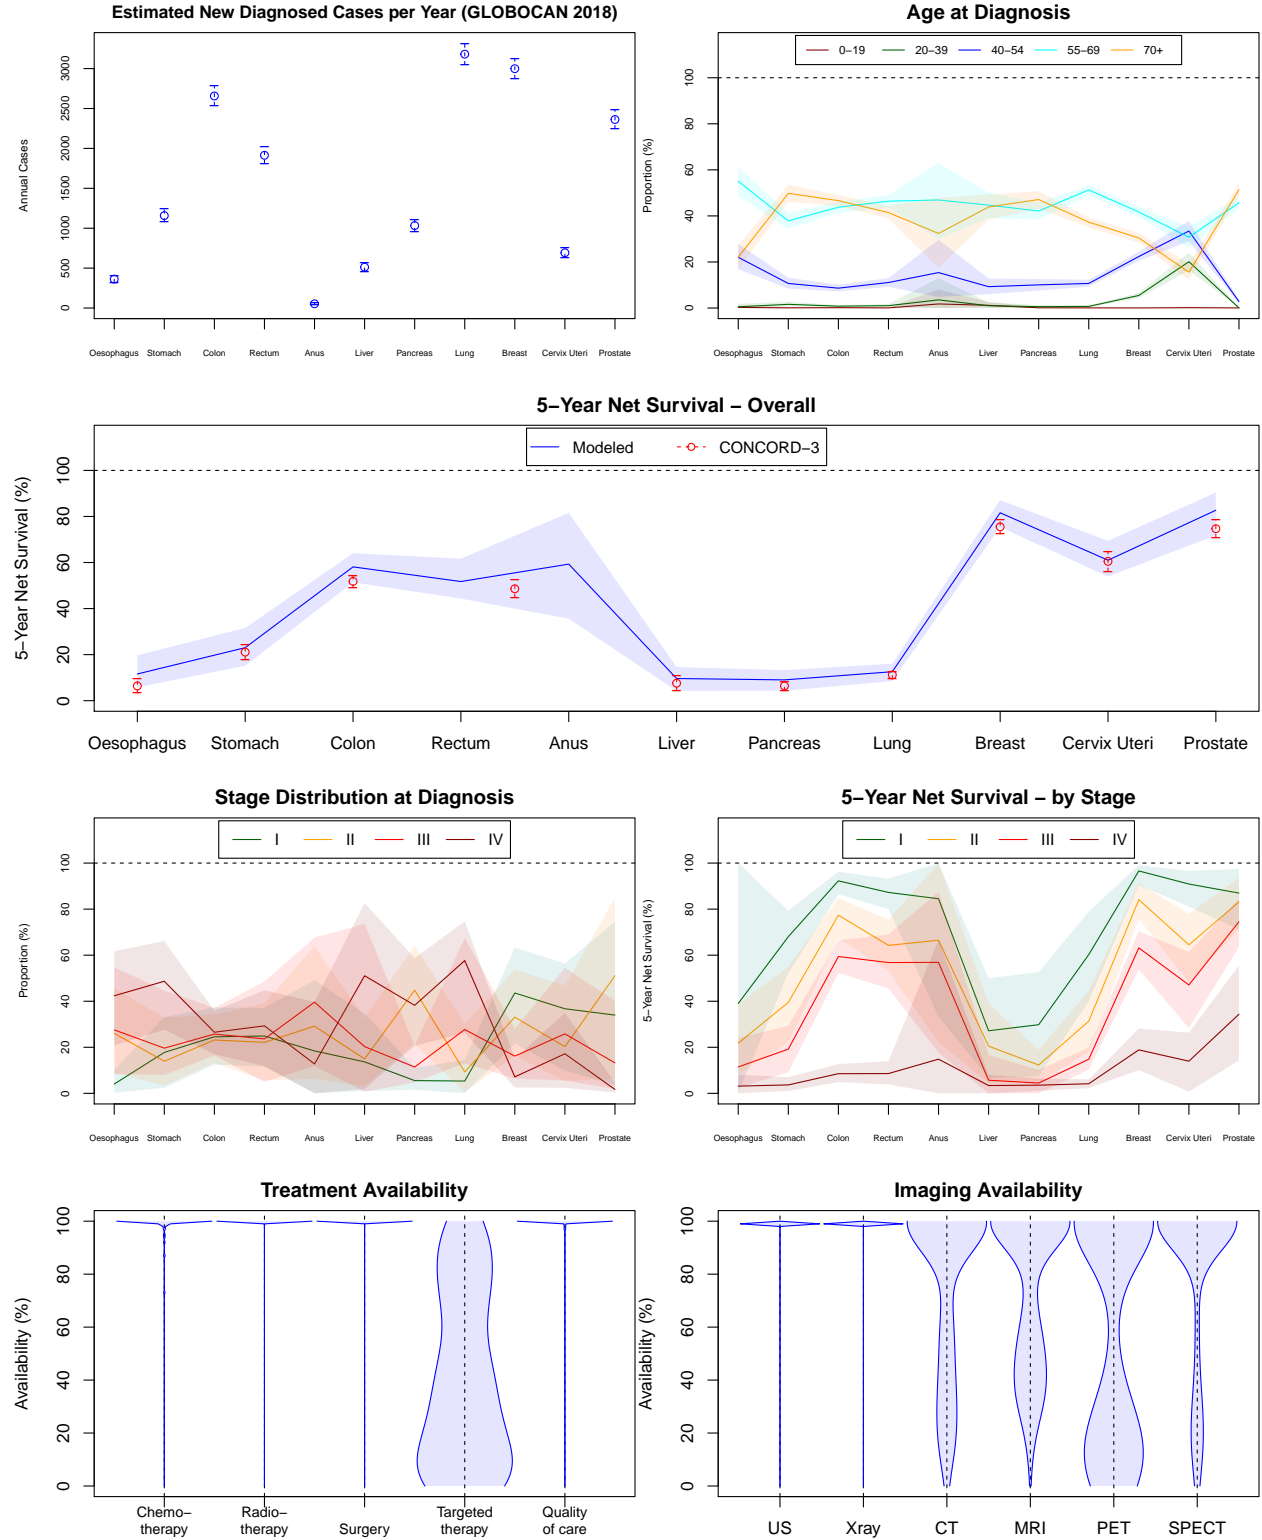 Estimated New Diagnosed Cases per Year (GLOBOCAN 2018)
Annual Cases
0 500 1000 1500 2000 2500 3000
Oesophagus Stomach Colon Rectum Anus Liver Pancreas Lung Breast Cervix Uteri Prostate
Age at Diagnosis
0−19 20−39 40−54 55−69 70+
Proportion (%)
0 20 40 60 80 100
Oesophagus Stomach Colon Rectum Anus Liver Pancreas Lung Breast Cervix Uteri Prostate
5−Year Net Survival − Overall
Modeled CONCORD−3
5−Year Net Survival (%)
0 20 40 60 80 100
Oesophagus Stomach Colon Rectum Anus Liver Pancreas Lung Breast Cervix Uteri Prostate
Stage Distribution at Diagnosis
I II III IV
Proportion (%)
0 20 40 60 80 100
Oesophagus Stomach Colon Rectum Anus Liver Pancreas Lung Breast Cervix Uteri Prostate
5−Year Net Survival − by Stage
I II III IV
5−Year Net Survival (%)
0 20 40 60 80 100
Oesophagus Stomach Colon Rectum Anus Liver Pancreas Lung Breast Cervix Uteri Prostate
Treatment Availability
Availability (%)
0 20 40 60 80 100
Chemo− Radio− Targeted Quality
therapy therapy Surgery therapy of care
Imaging Availability
Availability (%)
0 20 40 60 80 100
US Xray CT MRI PET SPECT